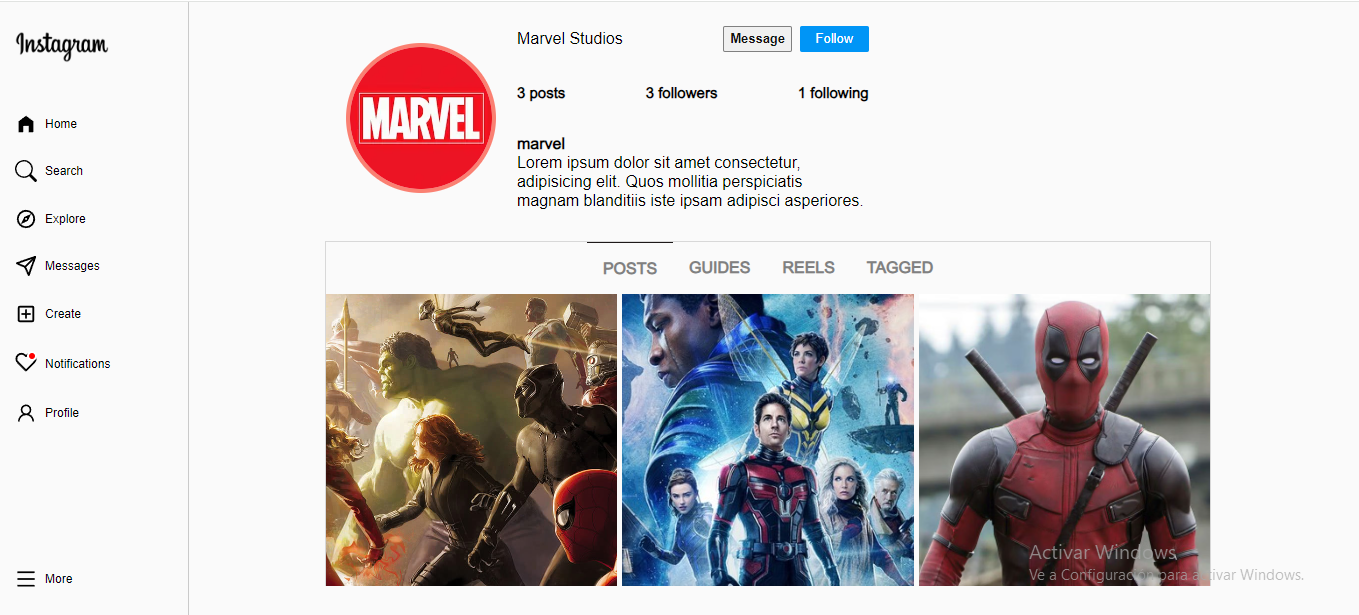 Instagram
Home
Search
Explore
Messages
Create
Notifications
Profile
More
MARVEL
Marvel Studios
Message
Follow
3 posts
3 followers
1 following
marvel
Lorem ipsum dolor sit amet consectetur,
adipisicing elit. Quos mollitia perspiciatis
magnam blanditiis iste ipsam adipisci asperiores.
POSTS
GUIDES
REELS
TAGGED
Activar Windows
Ve a Configuración para activar Windows.